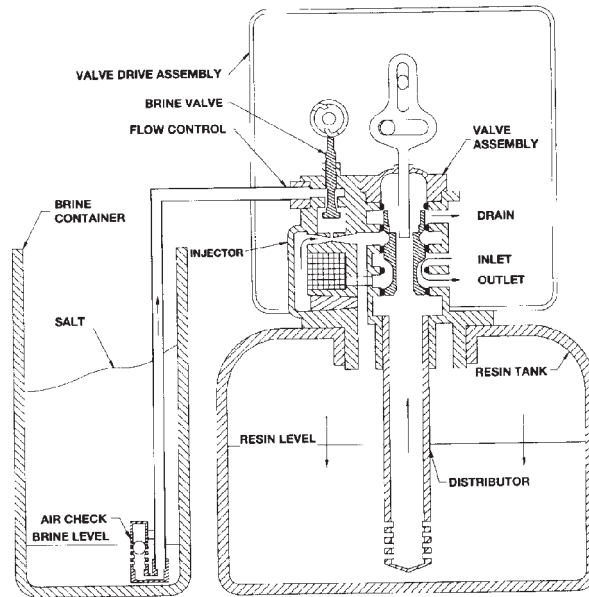 VALVE DRIVE ASSEMBLY
BRINE VALVE
FLOW CONTROL
VALVE
ASSEMBLY
BRINE
CONTAINER
DRAIN
INJECTOR
INLET
OUTLET
SALT
RESIN TANK
RESIN LEVEL
DISTRIBUTOR
AIR CHECK
BRINE LEVEL